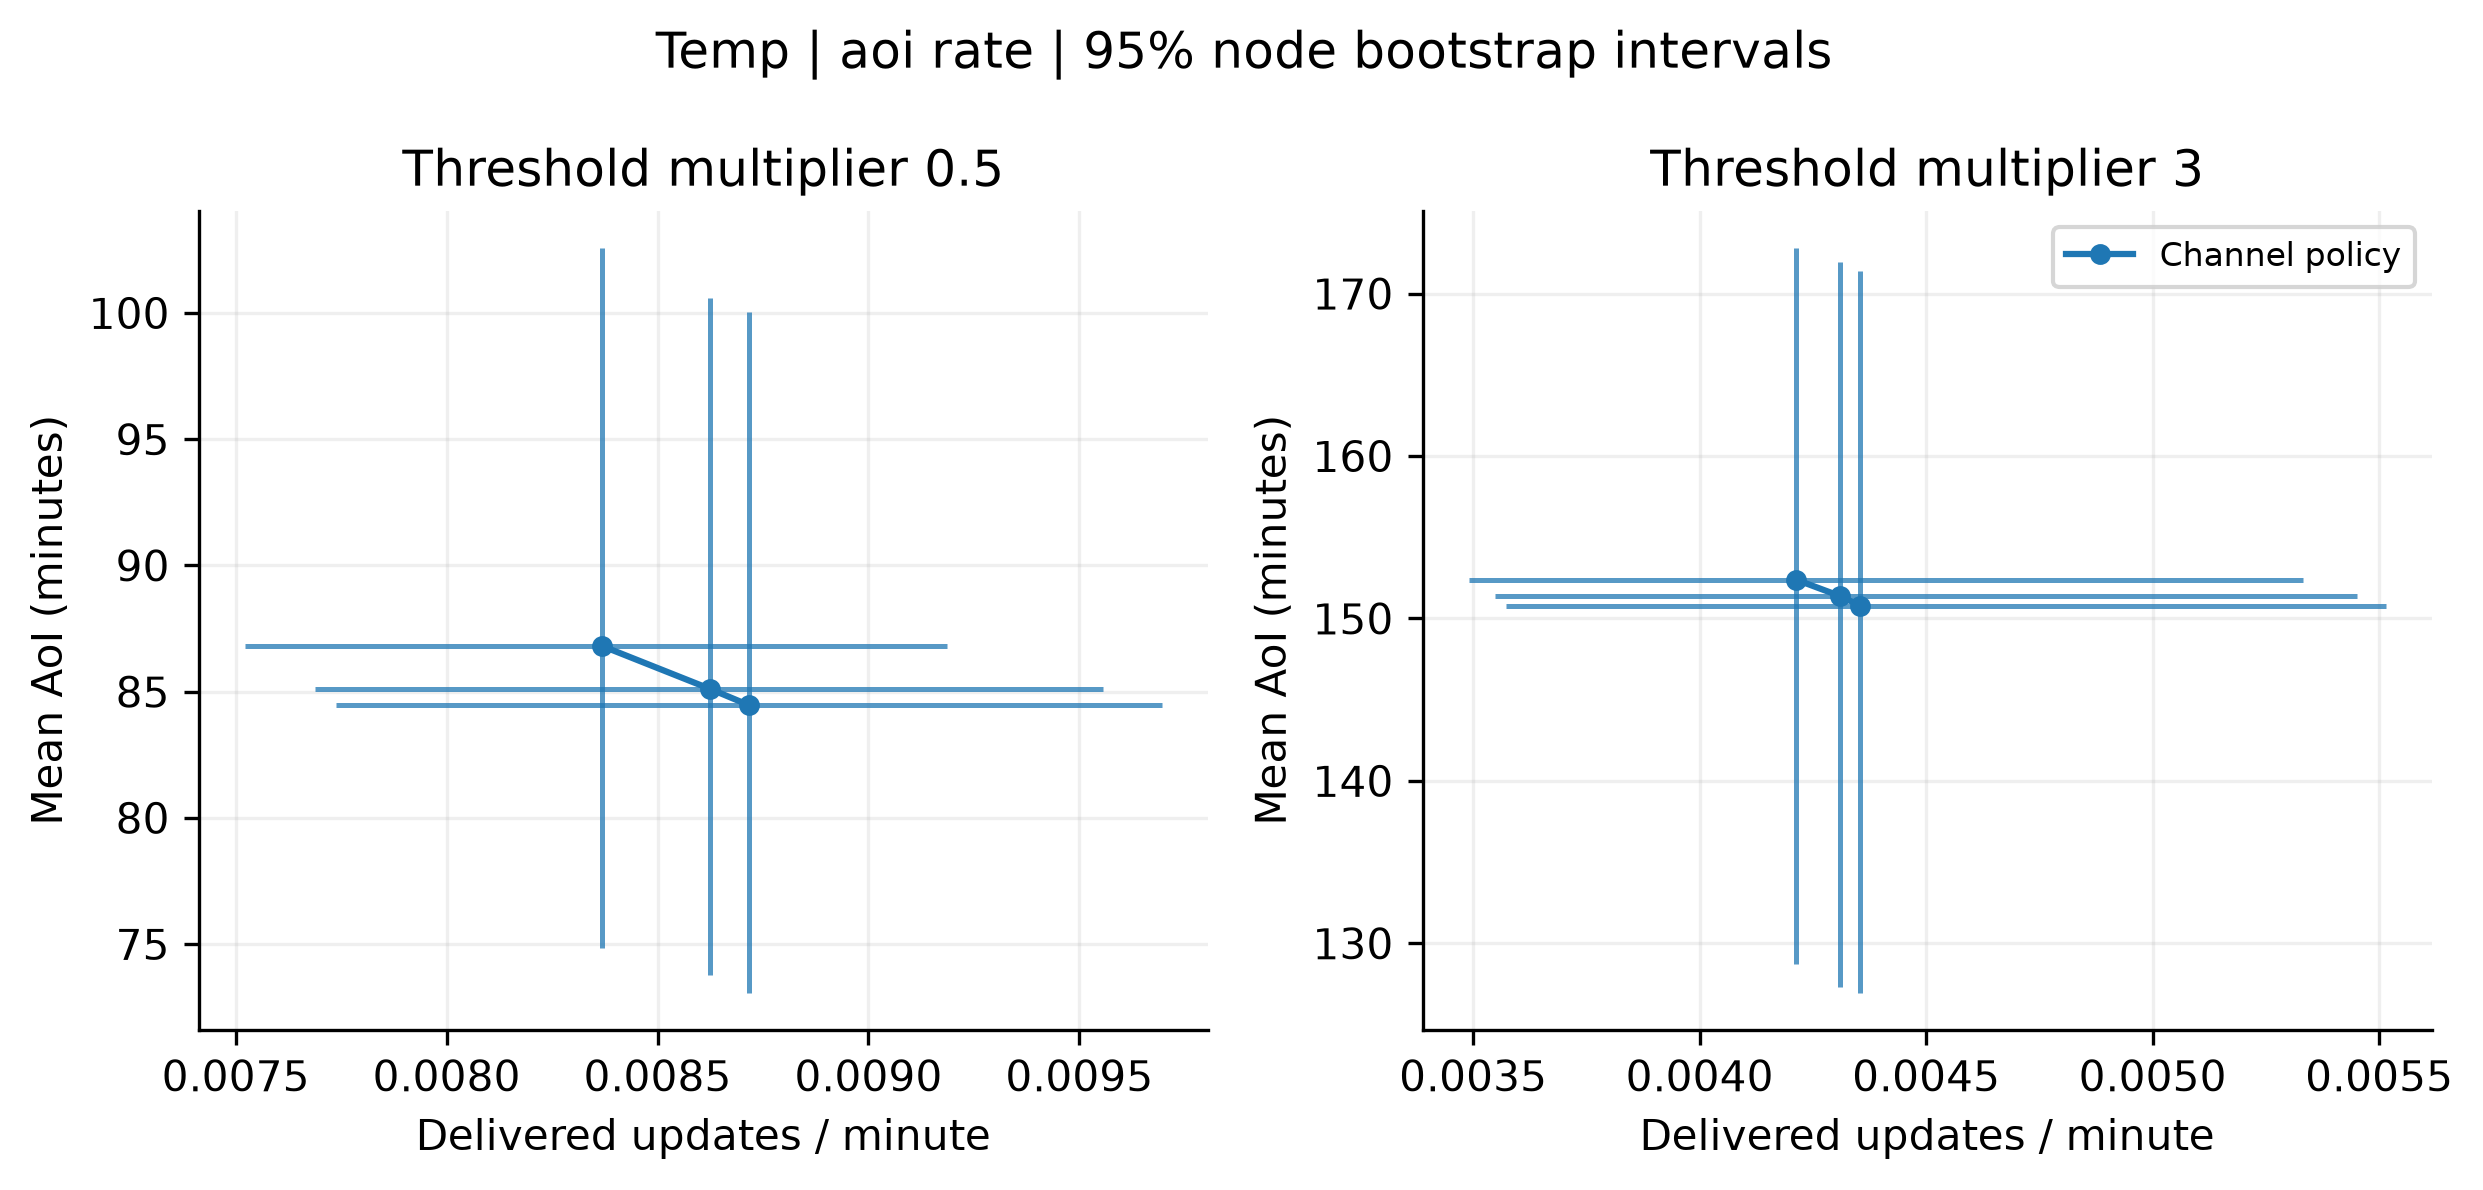 Temp | aoi rate | 95% node bootstrap intervals
Threshold multiplier 0.5
Mean AoI (minutes)
100
95
90
85
80
75
0.0075 0.0080 0.0085 0.0090 0.0095
Delivered updates / minute
Threshold multiplier 3
Channel policy
Mean AoI (minutes)
170
160
150
140
130
0.0035 0.0040 0.0045 0.0050 0.0055
Delivered updates / minute